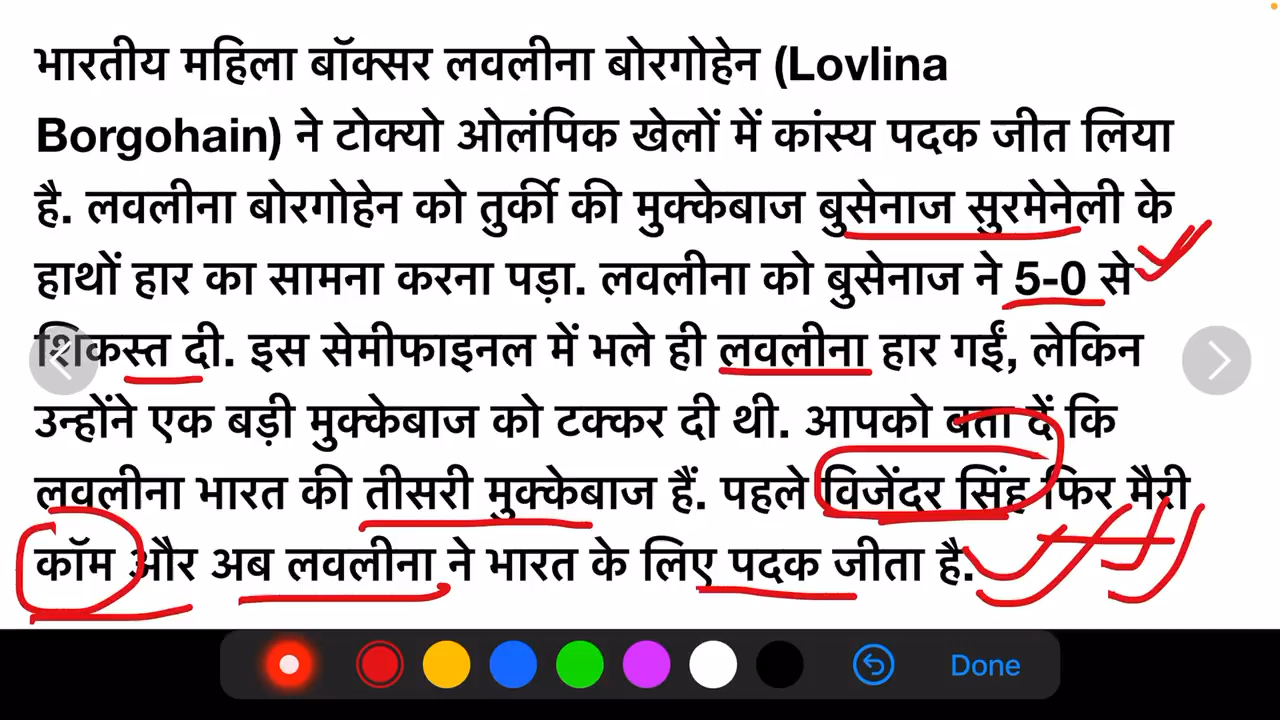 भारतीय महिला बॉक्सर लवलीना बोरगोहेन (Lovlina
Borgohain) ने टोक्यो ओलंपिक खेलों में कांस्य पदक जीत लिया
है. लवलीना बोरगोहेन को तुर्की की मुक्केबाज बुसेनाज सुरमेनेली के
हाथों हार का सामना करना पड़ा. लवलीना को बुसेनाज ने 5-0 से
शिकस्त दी. इस सेमीफाइनल में भले ही लवलीना हार गईं, लेकिन
उन्होंने एक बड़ी मुक्केबाज को टक्कर दी थी. आपको बता दें कि
लवलीना भारत की तीसरी मुक्केबाज हैं. पहले विजेंदर सिंह फिर मैरी
कॉम और अब लवलीना ने भारत के लिए पदक जीता है.
Done